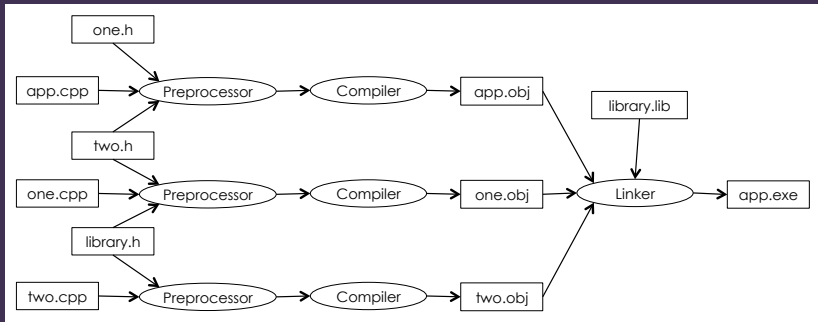 one.h
app.cpp
Preprocessor
Compiler
app.obj
library.lib
two.h
one.cpp
Preprocessor
Compiler
one.obj
Linker
app.exe
library.h
two.cpp
Preprocessor
Compiler
two.obj